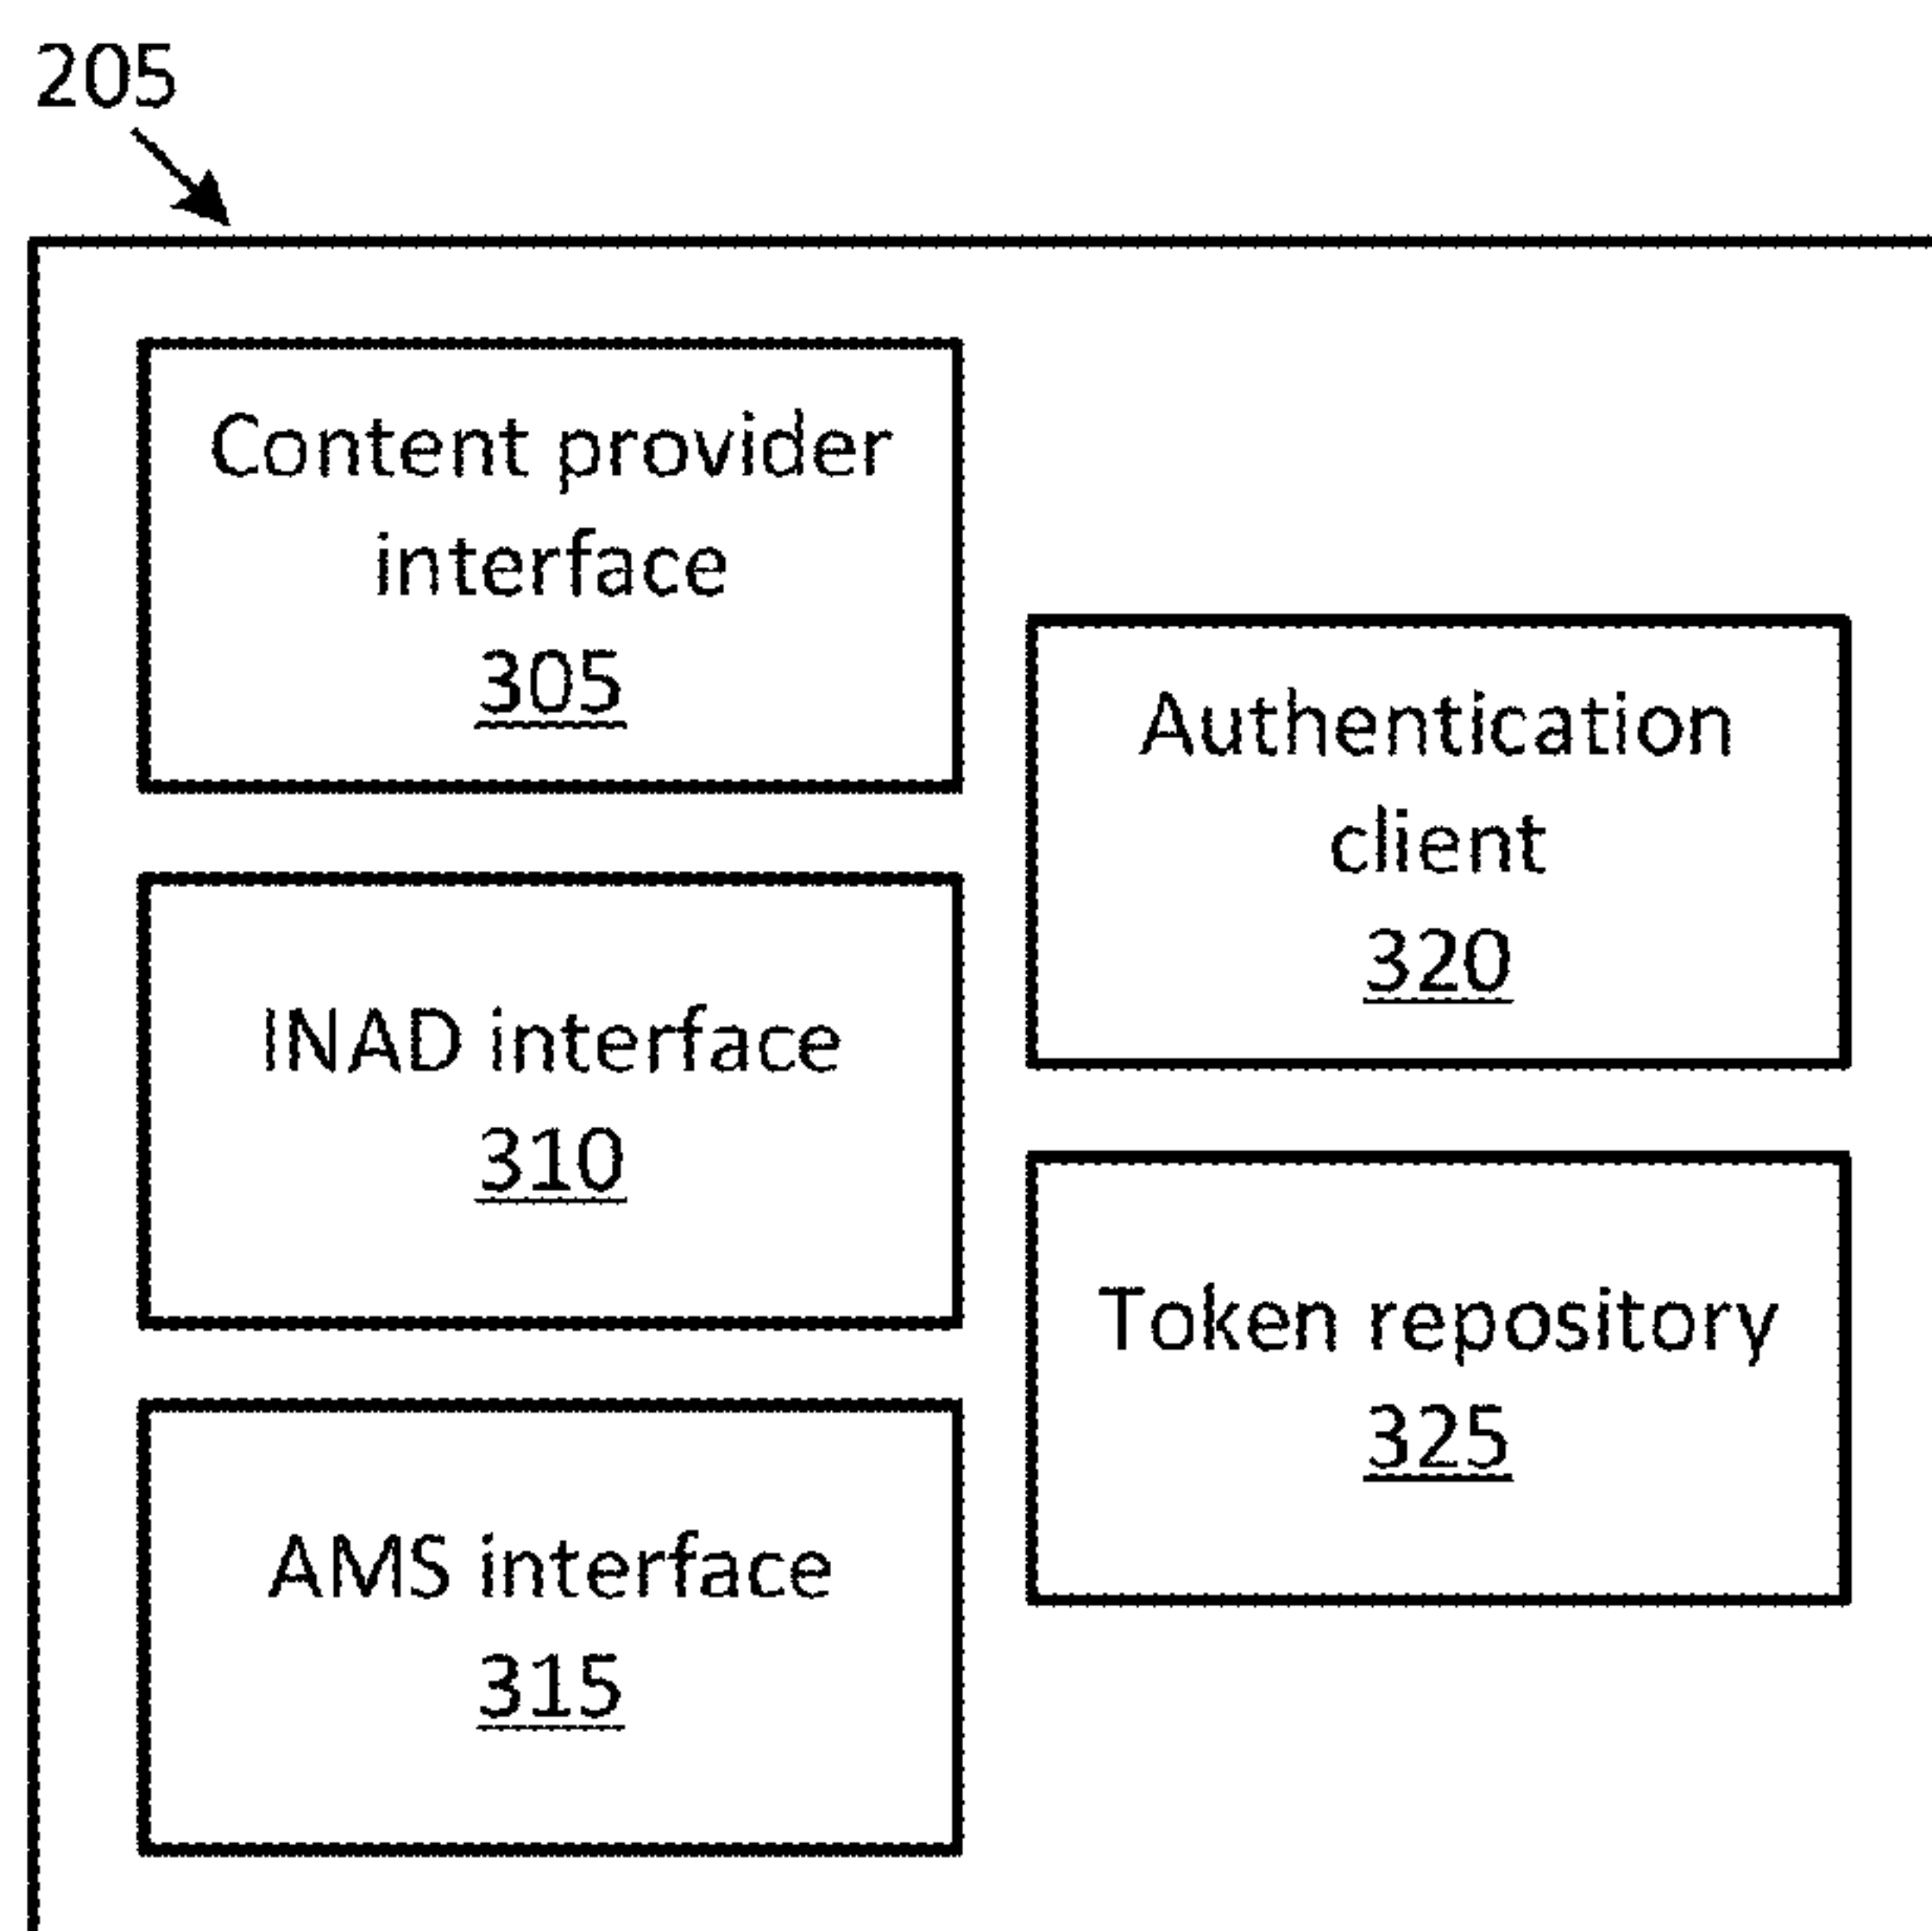 205
Content provider
interface
305
INAD interface
310
AMS interface
315
Authentication
client
320
Token repository
325